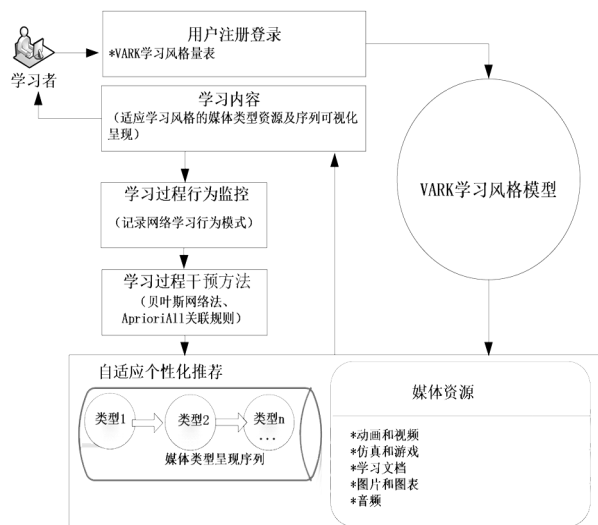 用户注册登录
*VARK学习风格量表
学习者
学习内容
(适应学习风格的媒体类型资源及序列可视化
呈现)
VARK学习风格模型
学习过程行为监控
(记录网络学习行为模式)
学习过程干预方法
(贝叶斯网络法、
AprioriAll关联规则)
自适应个性化推荐
类型1
类型2
类型n
...
媒体类型呈现序列
媒体资源
*动画和视频
*仿真和游戏
*学习文档
*图片和图表
*音频